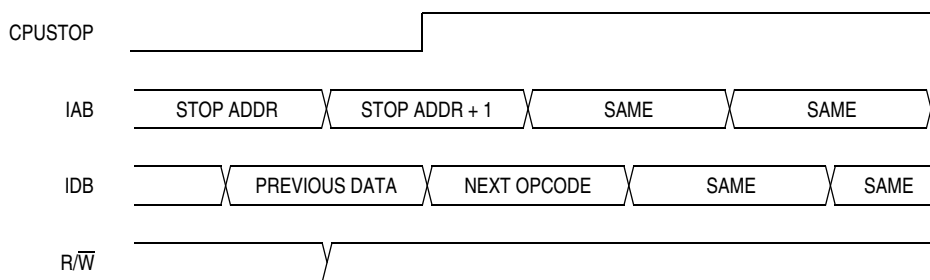 CPUSTOP
IAB STOP ADDR STOP ADDR + 1 SAME SAME
IDB PREVIOUS DATA NEXT OPCODE SAME SAME
R/W̅